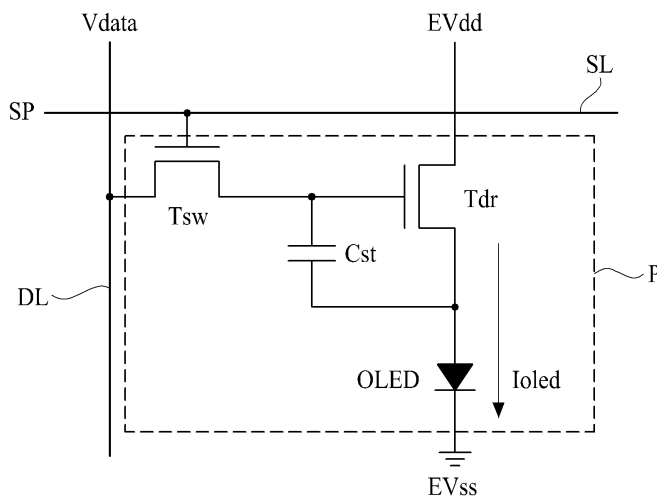 Vdata
EVdd
SL
SP
Tdr
Tsw
Cst
P
DL
OLED
Ioled
EVss